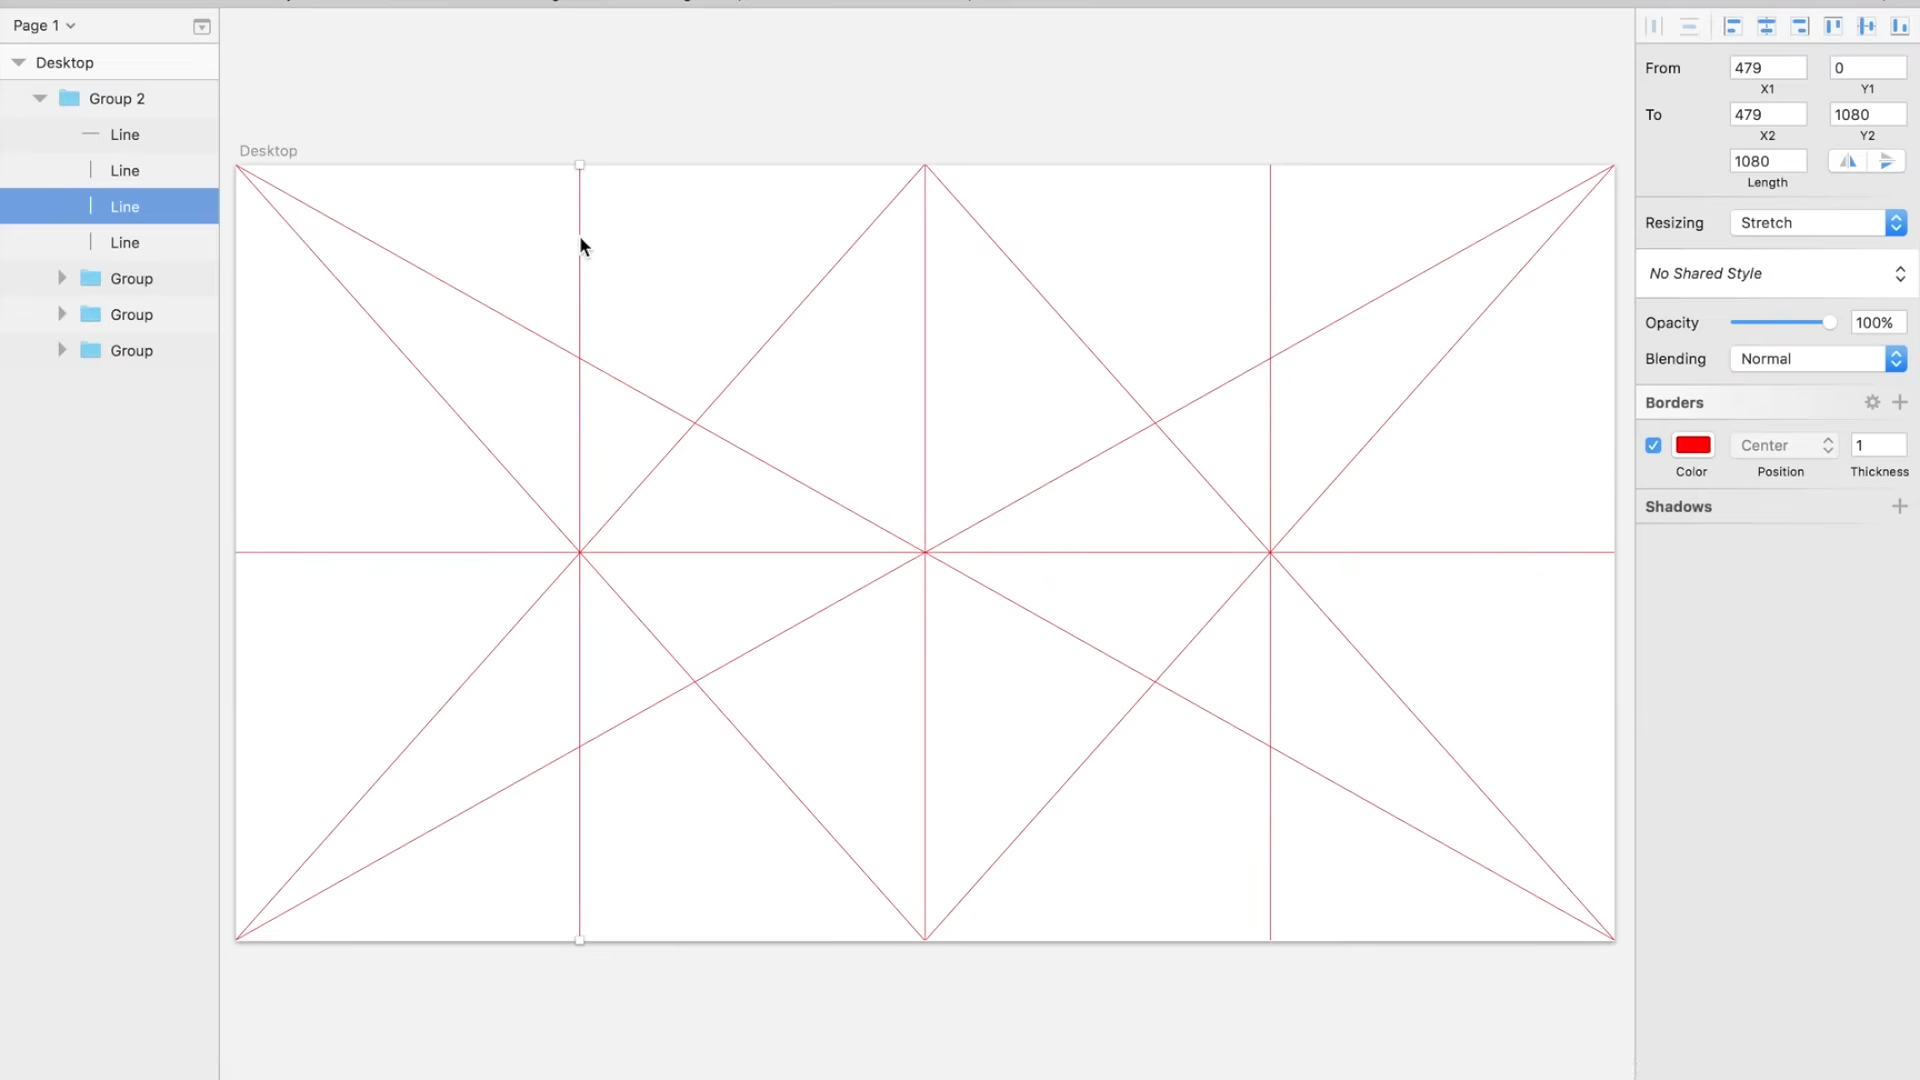 Page 1
Desktop
Group 2
Line
Line
Line
Line
Group
Group
Group
Desktop
From 479 0
X1 Y1
To 479 1080
X2 Y2
1080
Length
Resizing Stretch
No Shared Style
Opacity 100%
Blending Normal
Borders
Center 1
Color Position Thickness
Shadows